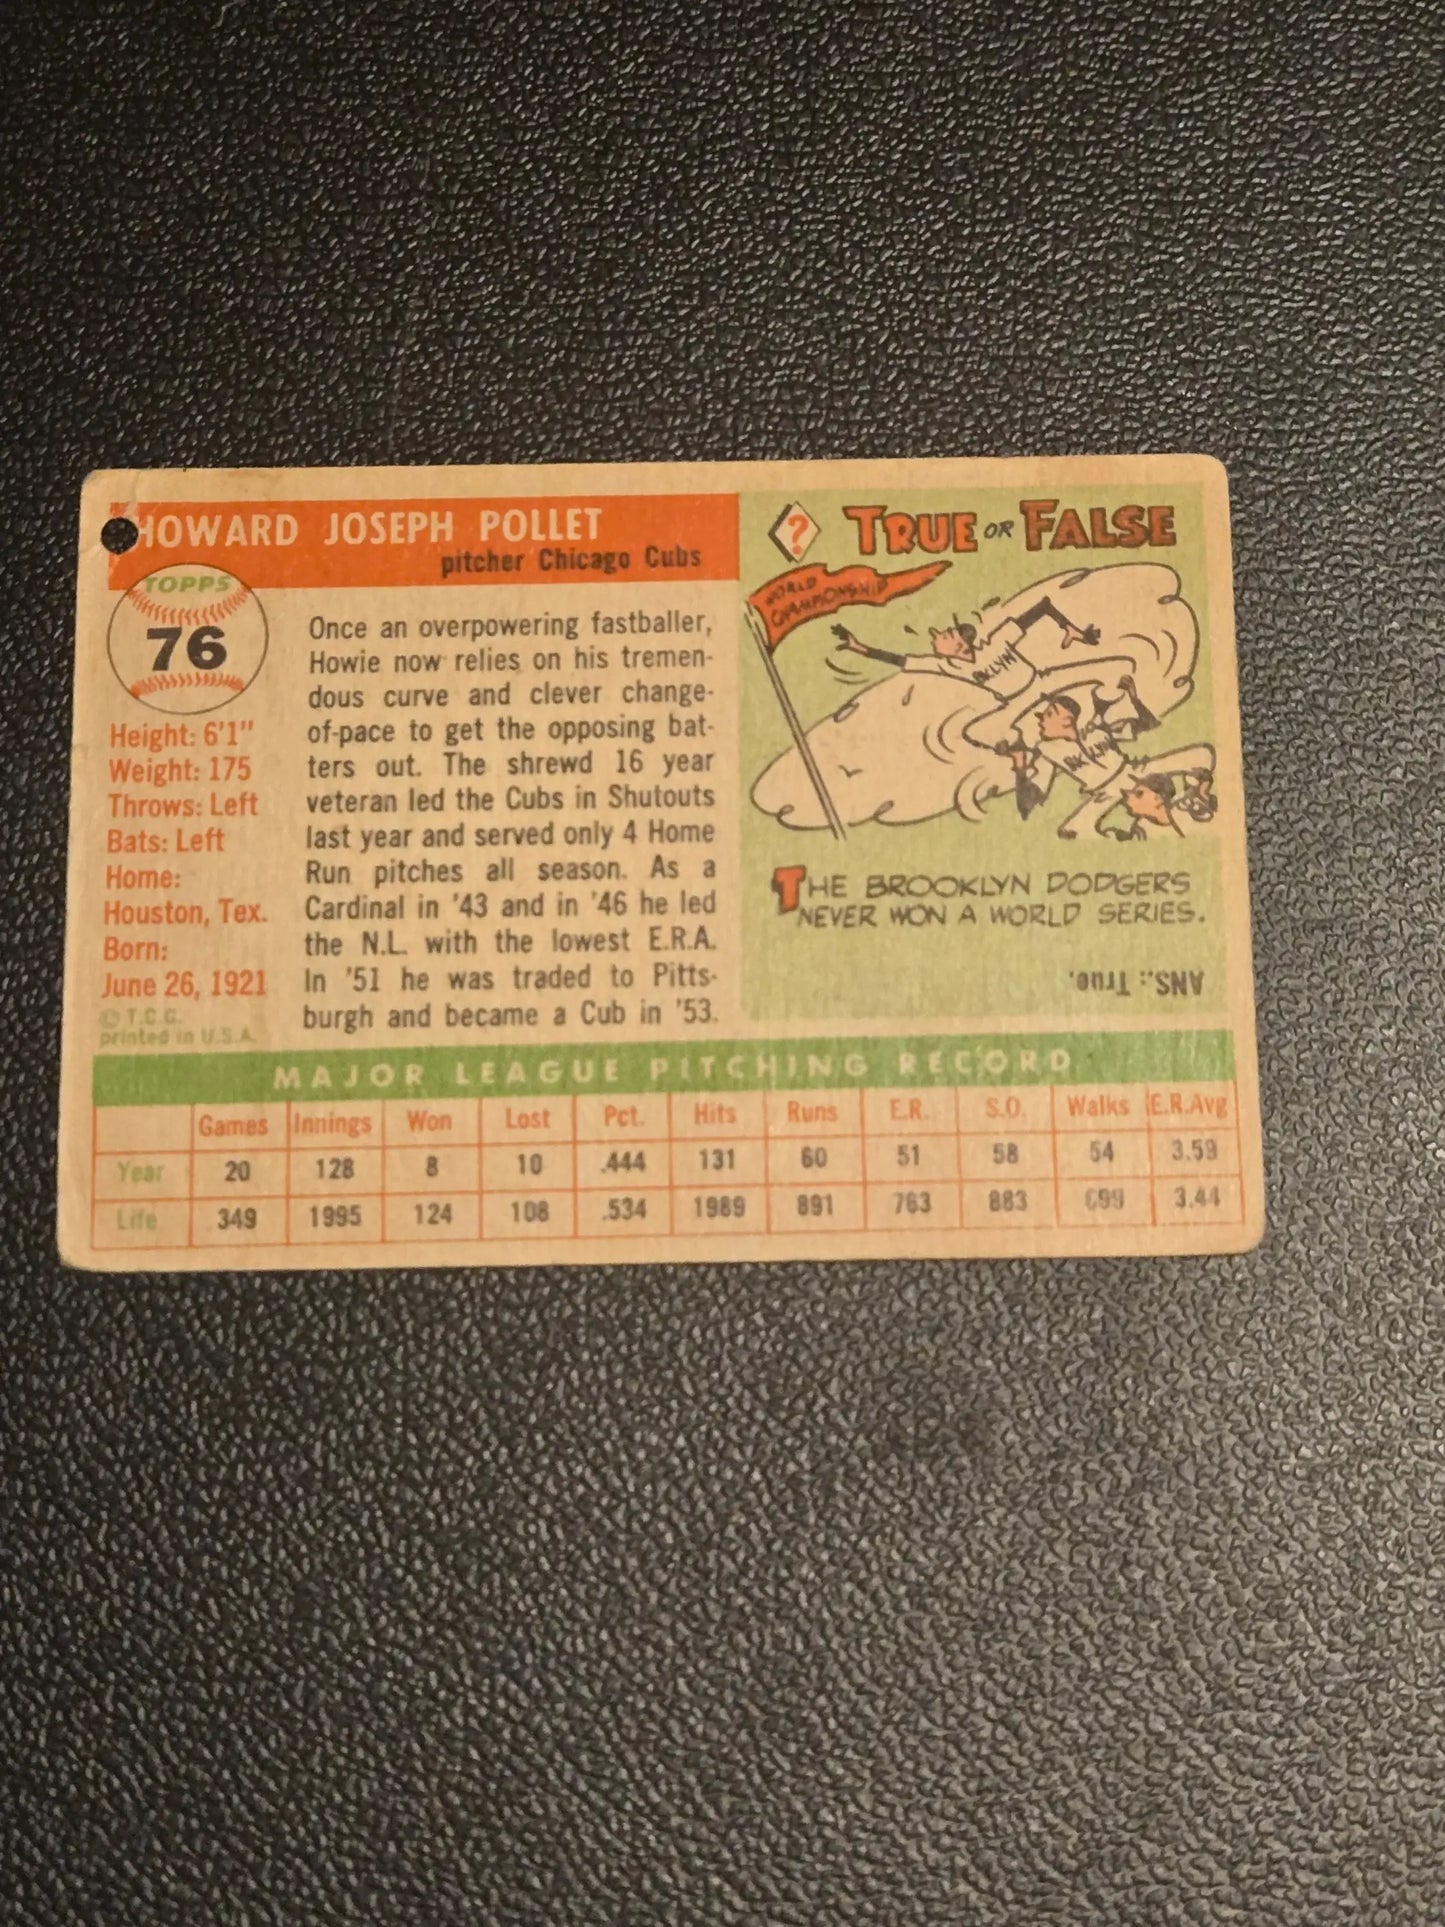 HOWARD JOSEPH POLLET
pitcher Chicago Cubs
TOPPS
76
Height: 6'1"
Weight: 175
Throws: Left
Bats: Left
Home:
Houston, Tex.
Born:
June 26, 1921
© T.C.G.
printed in U.S.A.
Once an overpowering fastballer,
Howie now relies on his tremen-
dous curve and clever change-
of-pace to get the opposing bat-
ters out. The shrewd 16 year
veteran led the Cubs in Shutouts
last year and served only 4 Home
Run pitches all season. As a
Cardinal in '43 and in '46 he led
the N.L. with the lowest E.R.A.
In '51 he was traded to Pitts-
burgh and became a Cub in '53.
?
TRUE OR FALSE
WORLD
CHAMPIONSHIP
BKLYN
BKLYN
THE BROOKLYN DODGERS
NEVER WON A WORLD SERIES.
ANS.: True.
MAJOR LEAGUE PITCHING RECORD
Games Innings Won Lost Pct. Hits Runs E.R. S.O. Walks E.R.Avg
Year 20 128 8 10 .444 131 60 51 58 54 3.59
Life 349 1995 124 108 .534 1989 891 763 883 699 3.44